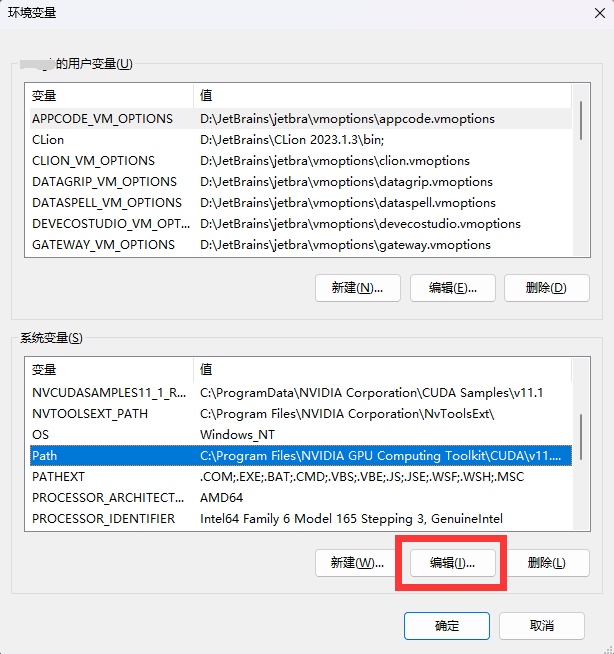 环境变量
的用户变量(U)
变量 值
APPCODE_VM_OPTIONS D:\JetBrains\jetbra\vmoptions\appcode.vmoptions
CLion D:\JetBrains\CLion 2023.1.3\bin;
CLION_VM_OPTIONS D:\JetBrains\jetbra\vmoptions\clion.vmoptions
DATAGRIP_VM_OPTIONS D:\JetBrains\jetbra\vmoptions\datagrip.vmoptions
DATASPELL_VM_OPTIONS D:\JetBrains\jetbra\vmoptions\dataspell.vmoptions
DEVECOSTUDIO_VM_OPT... D:\JetBrains\jetbra\vmoptions\devecostudio.vmoptions
GATEWAY_VM_OPTIONS D:\JetBrains\jetbra\vmoptions\gateway.vmoptions
新建(N)... 编辑(E)... 删除(D)
系统变量(S)
变量 值
NVCUDASAMPLES11_1_R... C:\ProgramData\NVIDIA Corporation\CUDA Samples\v11.1
NVTOOLSEXT_PATH C:\Program Files\NVIDIA Corporation\NvToolsExt\
OS Windows_NT
Path C:\Program Files\NVIDIA GPU Computing Toolkit\CUDA\v11....
PATHEXT .COM;.EXE;.BAT;.CMD;.VBS;.VBE;.JS;.JSE;.WSF;.WSH;.MSC
PROCESSOR_ARCHITECT... AMD64
PROCESSOR_IDENTIFIER Intel64 Family 6 Model 165 Stepping 3, GenuineIntel
新建(W)... 编辑(I)... 删除(L)
确定 取消